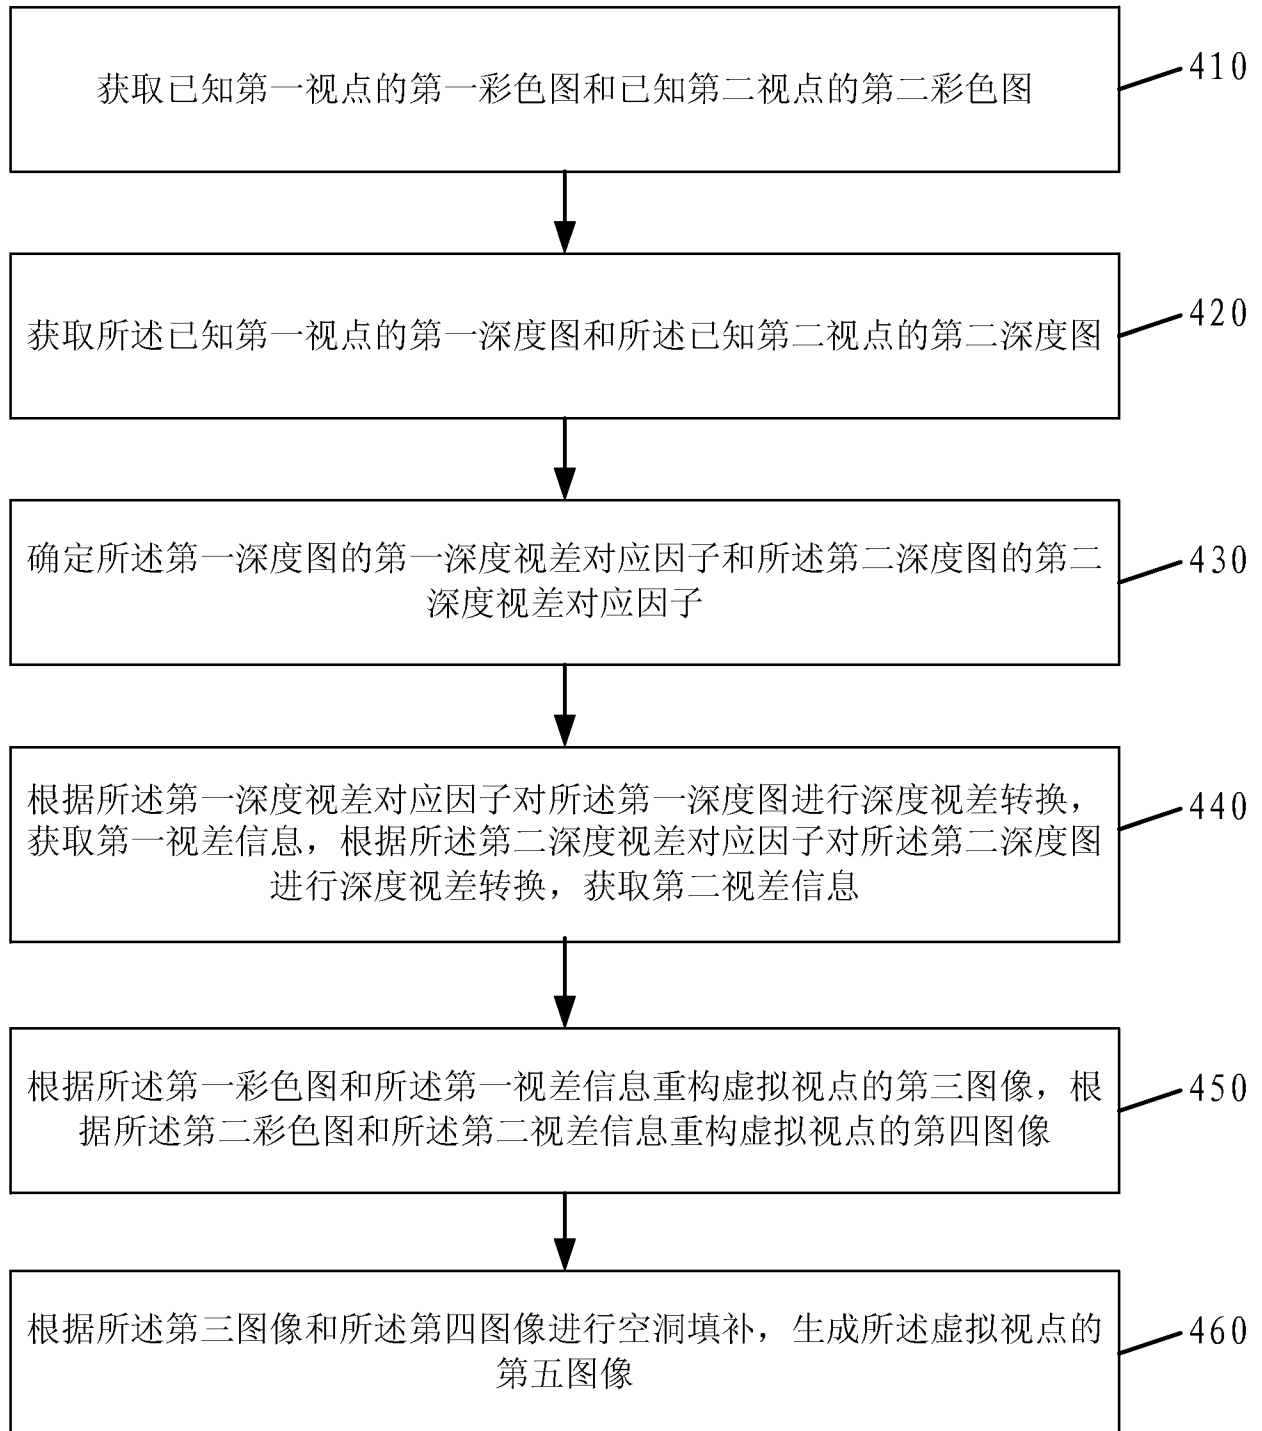 获取已知第一视点的第一彩色图和已知第二视点的第二彩色图
410
获取所述已知第一视点的第一深度图和所述已知第二视点的第二深度图
420
确定所述第一深度图的第一深度视差对应因子和所述第二深度图的第二
深度视差对应因子
430
根据所述第一深度视差对应因子对所述第一深度图进行深度视差转换，
获取第一视差信息，根据所述第二深度视差对应因子对所述第二深度图
进行深度视差转换，获取第二视差信息
440
根据所述第一彩色图和所述第一视差信息重构虚拟视点的第三图像，根
据所述第二彩色图和所述第二视差信息重构虚拟视点的第四图像
450
根据所述第三图像和所述第四图像进行空洞填补，生成所述虚拟视点的
第五图像
460